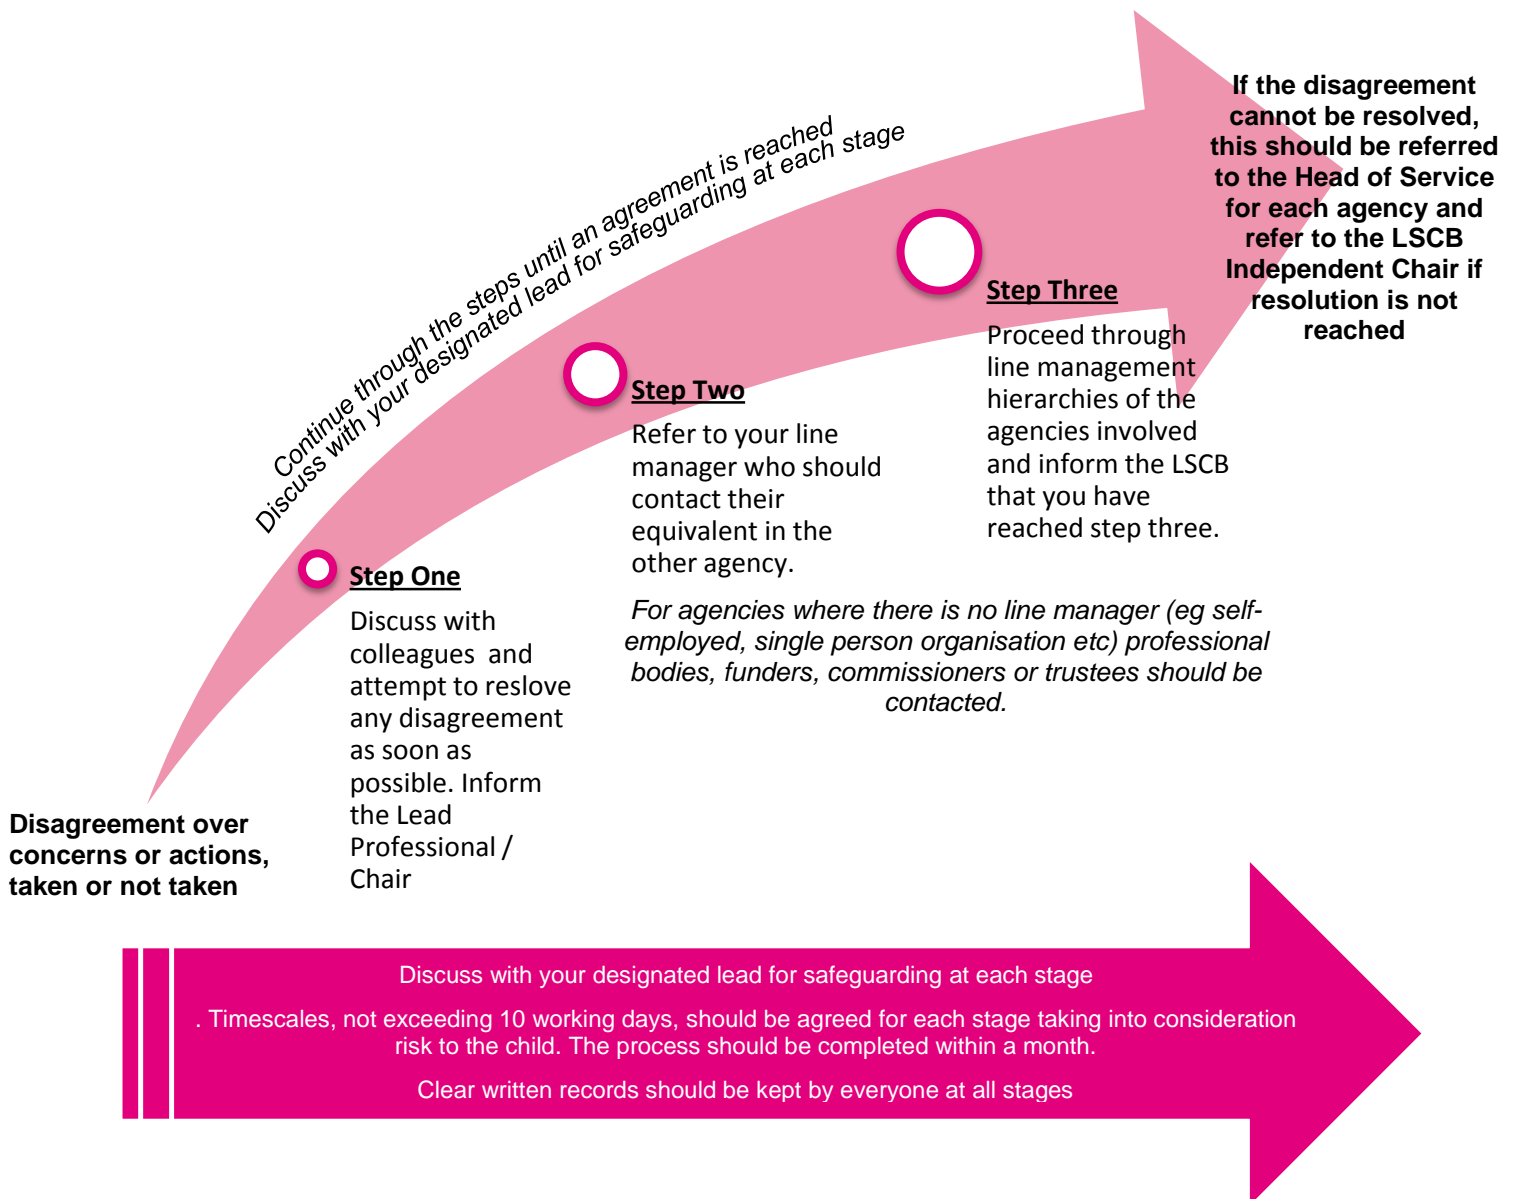 Continue through the steps until an agreement is reached
Discuss with your designated lead for safeguarding at each stage
Disagreement over
concerns or actions,
taken or not taken
Step One
Discuss with
colleagues  and
attempt to reslove
any disagreement
as soon as
possible. Inform
the Lead
Professional /
Chair
Step Two
Refer to your line
manager who should
contact their
equivalent in the
other agency.
For agencies where there is no line manager (eg self-
employed, single person organisation etc) professional
bodies, funders, commissioners or trustees should be
contacted.
Step Three
Proceed through
line management
hierarchies of the
agencies involved
and inform the LSCB
that you have
reached step three.
If the disagreement
cannot be resolved,
this should be referred
to the Head of Service
for each agency and
refer to the LSCB
Independent Chair if
resolution is not
reached
Discuss with your designated lead for safeguarding at each stage
. Timescales, not exceeding 10 working days, should be agreed for each stage taking into consideration
risk to the child. The process should be completed within a month.
Clear written records should be kept by everyone at all stages